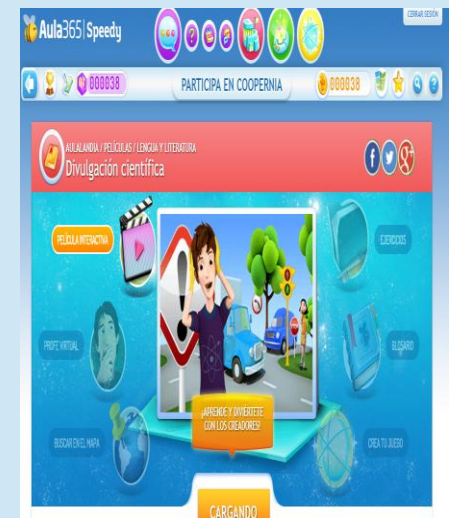 CERRAR SESIÓN
Aula365 | Speedy
000038
PARTICIPA EN COOPERNIA
000038
AULALANDIA / PELÍCULAS / LENGUA Y LITERATURA
Divulgación científica
PELÍCULA INTERACTIVA
EJERCICIOS
PROFE VIRTUAL
GLOSARIO
¡APRENDE Y DIVIÉRTETE
CON LOS CREADORES!
BUSCAR EN EL MAPA
CREA TU JUEGO
CARGANDO